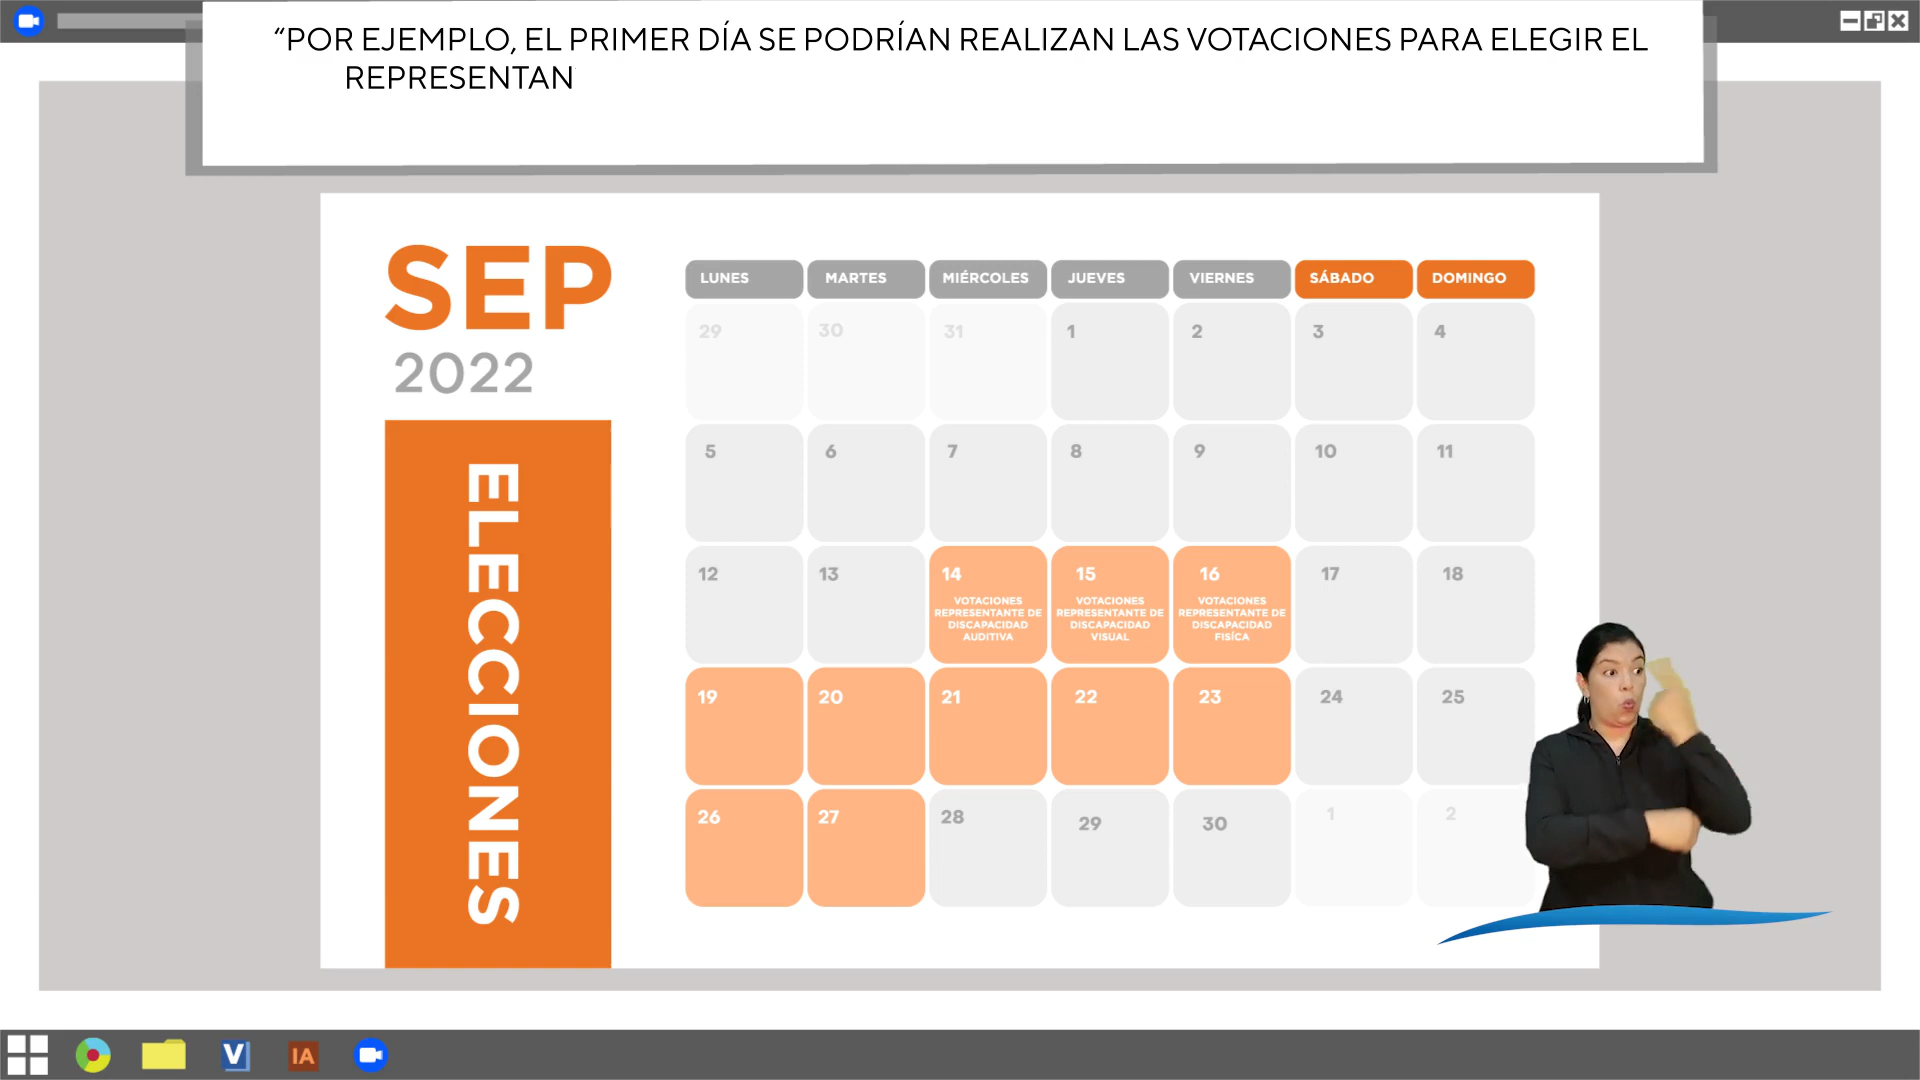 “POR EJEMPLO, EL PRIMER DÍA SE PODRÍAN REALIZAN LAS VOTACIONES PARA ELEGIR EL
REPRESENTAN
SEP
2022
ELECCIONES
LUNES MARTES MIÉRCOLES JUEVES VIERNES SÁBADO DOMINGO
29 30 31 1 2 3 4
5 6 7 8 9 10 11
12 13 14 15 16 17 18
VOTACIONES REPRESENTANTE DE DISCAPACIDAD AUDITIVA
VOTACIONES REPRESENTANTE DE DISCAPACIDAD VISUAL
VOTACIONES REPRESENTANTE DE DISCAPACIDAD FISÍCA
19 20 21 22 23 24 25
26 27 28 29 30 1 2
V IA